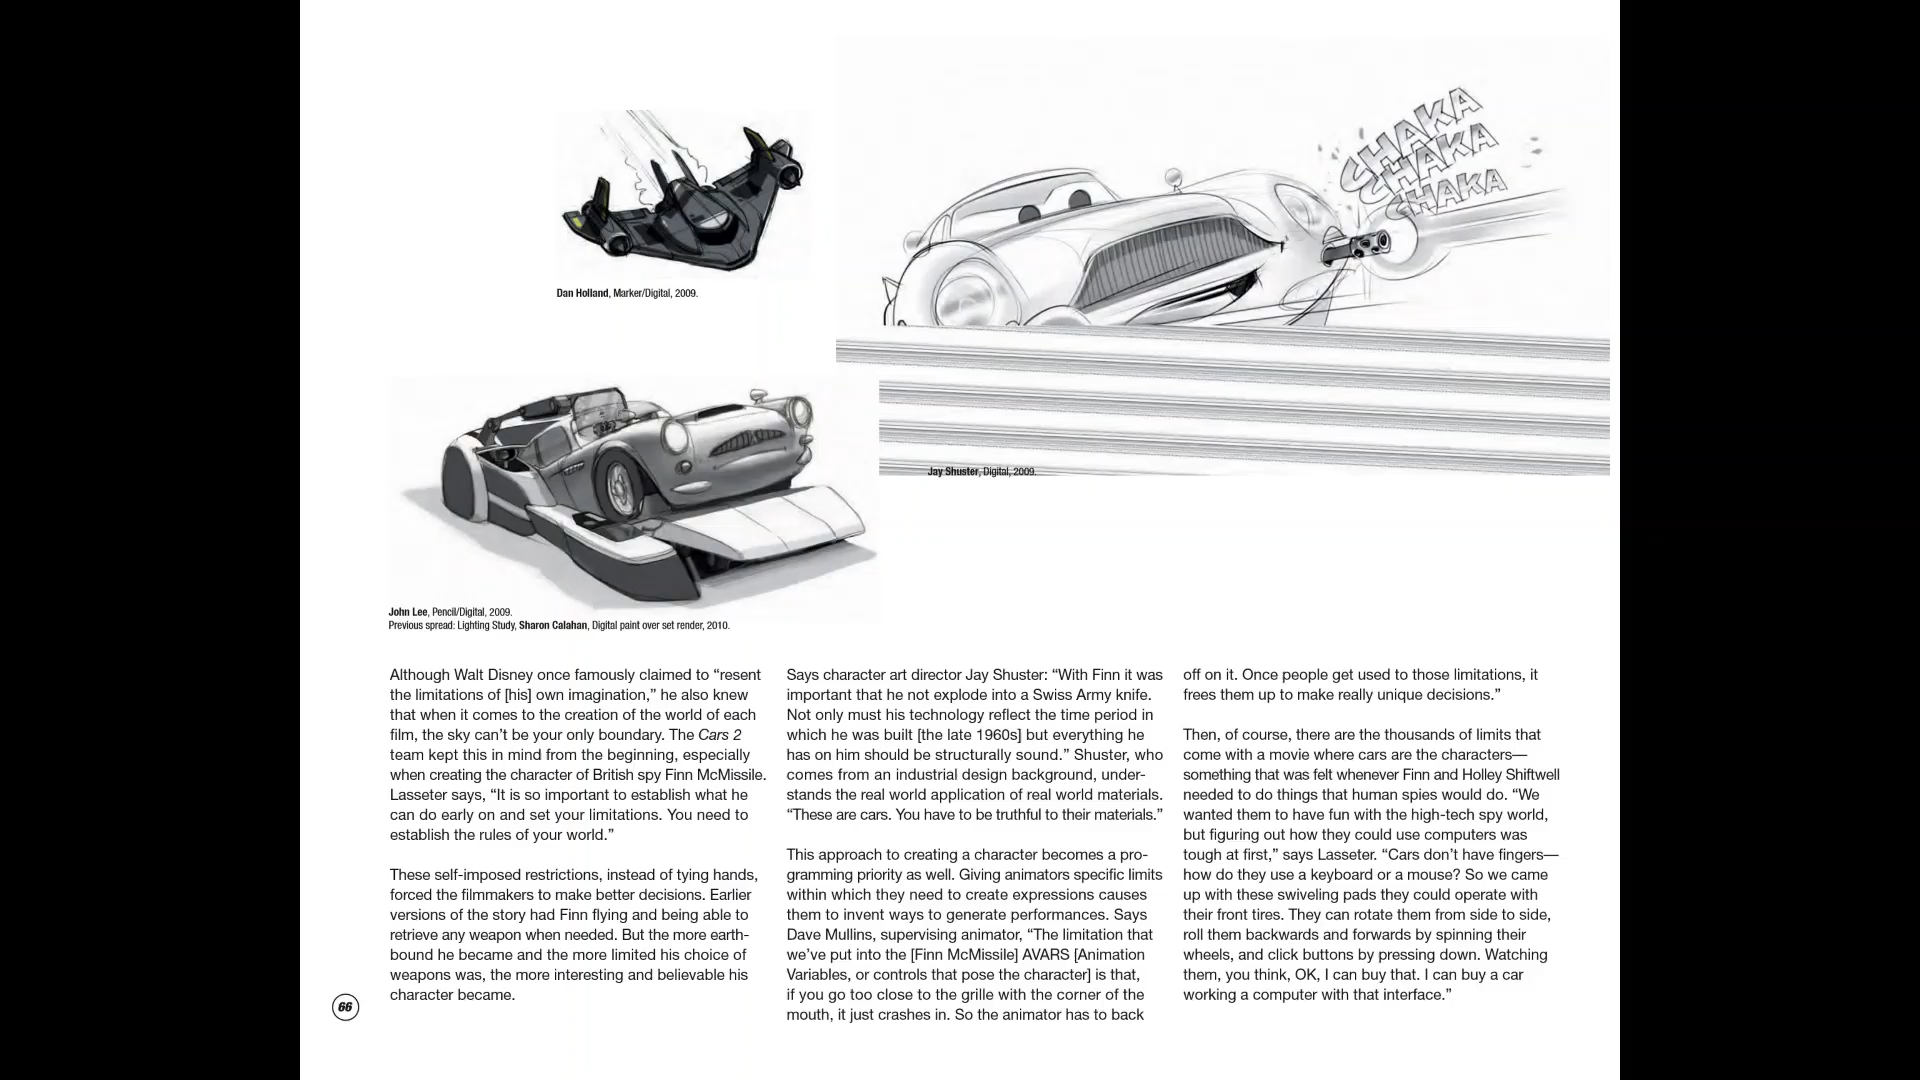 CHAKA
CHAKA
CHAKA
Dan Holland, Marker/Digital, 2009.
Jay Shuster, Digital, 2009.
John Lee, Pencil/Digital, 2009.
Previous spread: Lighting Study, Sharon Calahan, Digital paint over set render, 2010.
Although Walt Disney once famously claimed to “resent
the limitations of [his] own imagination,” he also knew
that when it comes to the creation of the world of each
film, the sky can’t be your only boundary. The Cars 2
team kept this in mind from the beginning, especially
when creating the character of British spy Finn McMissile.
Lasseter says, “It is so important to establish what he
can do early on and set your limitations. You need to
establish the rules of your world.”
These self-imposed restrictions, instead of tying hands,
forced the filmmakers to make better decisions. Earlier
versions of the story had Finn flying and being able to
retrieve any weapon when needed. But the more earth-
bound he became and the more limited his choice of
weapons was, the more interesting and believable his
character became.
Says character art director Jay Shuster: “With Finn it was
important that he not explode into a Swiss Army knife.
Not only must his technology reflect the time period in
which he was built [the late 1960s] but everything he
has on him should be structurally sound.” Shuster, who
comes from an industrial design background, under-
stands the real world application of real world materials.
“These are cars. You have to be truthful to their materials.”
This approach to creating a character becomes a pro-
gramming priority as well. Giving animators specific limits
within which they need to create expressions causes
them to invent ways to generate performances. Says
Dave Mullins, supervising animator, “The limitation that
we’ve put into the [Finn McMissile] AVARS [Animation
Variables, or controls that pose the character] is that,
if you go too close to the grille with the corner of the
mouth, it just crashes in. So the animator has to back
off on it. Once people get used to those limitations, it
frees them up to make really unique decisions.”
Then, of course, there are the thousands of limits that
come with a movie where cars are the characters—
something that was felt whenever Finn and Holley Shiftwell
needed to do things that human spies would do. “We
wanted them to have fun with the high-tech spy world,
but figuring out how they could use computers was
tough at first,” says Lasseter. “Cars don’t have fingers—
how do they use a keyboard or a mouse? So we came
up with these swiveling pads they could operate with
their front tires. They can rotate them from side to side,
roll them backwards and forwards by spinning their
wheels, and click buttons by pressing down. Watching
them, you think, OK, I can buy that. I can buy a car
working a computer with that interface.”
66